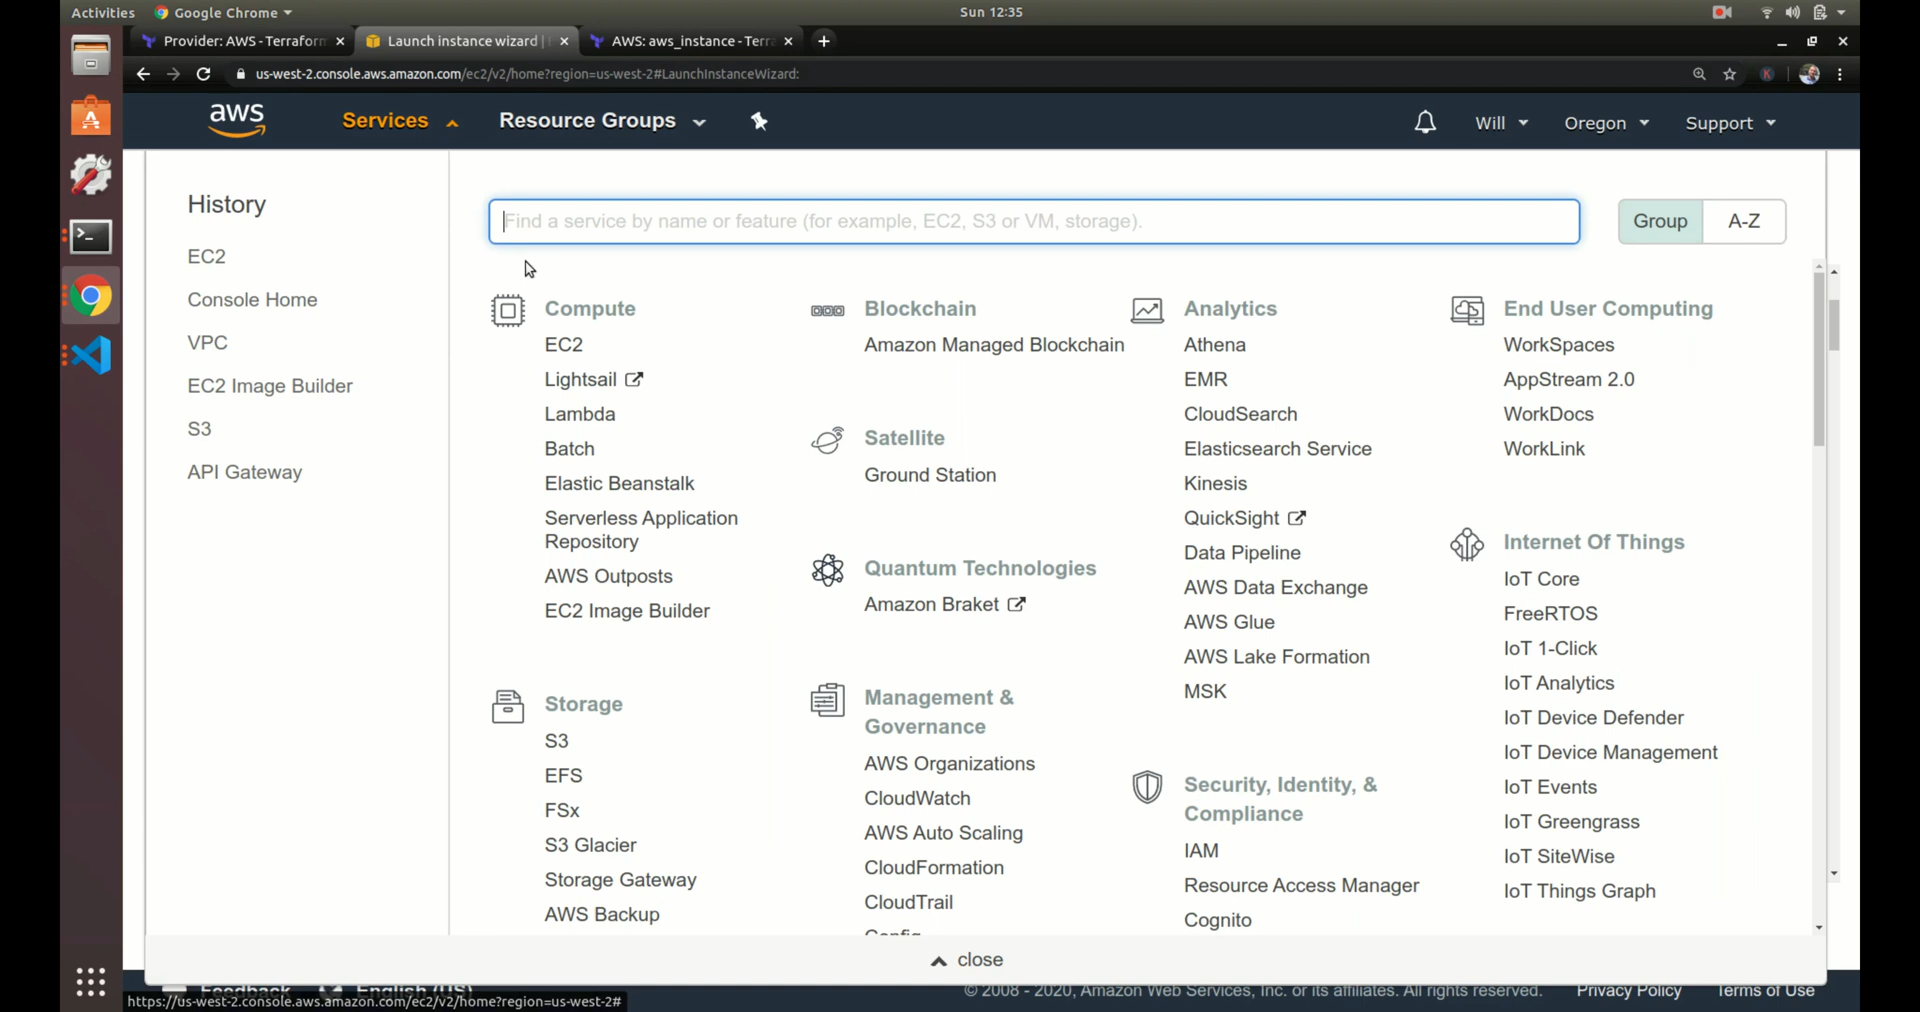 Activities
Google Chrome
Sun 12:35
Provider: AWS - Terraform
Launch instance wizard |
AWS: aws_instance - Terra
us-west-2.console.aws.amazon.com/ec2/v2/home?region=us-west-2#LaunchInstanceWizard:
K
aws
Services
Resource Groups
Will
Oregon
Support
History
EC2
Console Home
VPC
EC2 Image Builder
S3
API Gateway
Find a service by name or feature (for example, EC2, S3 or VM, storage).
Group
A-Z
Compute
EC2
Lightsail
Lambda
Batch
Elastic Beanstalk
Serverless Application
Repository
AWS Outposts
EC2 Image Builder
Storage
S3
EFS
FSx
S3 Glacier
Storage Gateway
AWS Backup
Blockchain
Amazon Managed Blockchain
Satellite
Ground Station
Quantum Technologies
Amazon Braket
Management &
Governance
AWS Organizations
CloudWatch
AWS Auto Scaling
CloudFormation
CloudTrail
Config
Analytics
Athena
EMR
CloudSearch
Elasticsearch Service
Kinesis
QuickSight
Data Pipeline
AWS Data Exchange
AWS Glue
AWS Lake Formation
MSK
Security, Identity, &
Compliance
IAM
Resource Access Manager
Cognito
End User Computing
WorkSpaces
AppStream 2.0
WorkDocs
WorkLink
Internet Of Things
IoT Core
FreeRTOS
IoT 1-Click
IoT Analytics
IoT Device Defender
IoT Device Management
IoT Events
IoT Greengrass
IoT SiteWise
IoT Things Graph
close
Feedback
English (US)
© 2008 - 2020, Amazon Web Services, Inc. or its affiliates. All rights reserved.
Privacy Policy
Terms of Use
https://us-west-2.console.aws.amazon.com/ec2/v2/home?region=us-west-2#